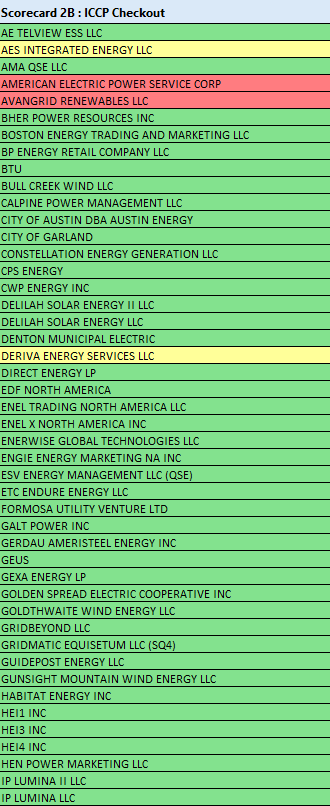 Scorecard 2B : ICCP Checkout
AE TELVIEW ESS LLC
AES INTEGRATED ENERGY LLC
AMA QSE LLC
AMERICAN ELECTRIC POWER SERVICE CORP
AVANGRID RENEWABLES LLC
BHER POWER RESOURCES INC
BOSTON ENERGY TRADING AND MARKETING LLC
BP ENERGY RETAIL COMPANY LLC
BTU
BULL CREEK WIND LLC
CALPINE POWER MANAGEMENT LLC
CITY OF AUSTIN DBA AUSTIN ENERGY
CITY OF GARLAND
CONSTELLATION ENERGY GENERATION LLC
CPS ENERGY
CWP ENERGY INC
DELILAH SOLAR ENERGY II LLC
DELILAH SOLAR ENERGY LLC
DENTON MUNICIPAL ELECTRIC
DERIVA ENERGY SERVICES LLC
DIRECT ENERGY LP
EDF NORTH AMERICA
ENEL TRADING NORTH AMERICA LLC
ENEL X NORTH AMERICA INC
ENERWISE GLOBAL TECHNOLOGIES LLC
ENGIE ENERGY MARKETING NA INC
ESV ENERGY MANAGEMENT LLC (QSE)
ETC ENDURE ENERGY LLC
FORMOSA UTILITY VENTURE LTD
GALT POWER INC
GERDAU AMERISTEEL ENERGY INC
GEUS
GEXA ENERGY LP
GOLDEN SPREAD ELECTRIC COOPERATIVE INC
GOLDTHWAITE WIND ENERGY LLC
GRIDBEYOND LLC
GRIDMATIC EQUISETUM LLC (SQ4)
GUIDEPOST ENERGY LLC
GUNSIGHT MOUNTAIN WIND ENERGY LLC
HABITAT ENERGY INC
HEI1 INC
HEI3 INC
HEI4 INC
HEN POWER MARKETING LLC
IP LUMINA II LLC
IP LUMINA LLC